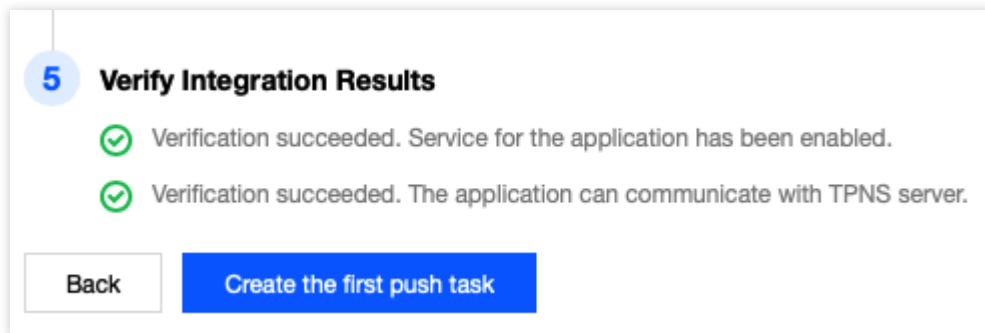 5
Verify Integration Results
Verification succeeded. Service for the application has been enabled.
Verification succeeded. The application can communicate with TPNS server.
Back
Create the first push task